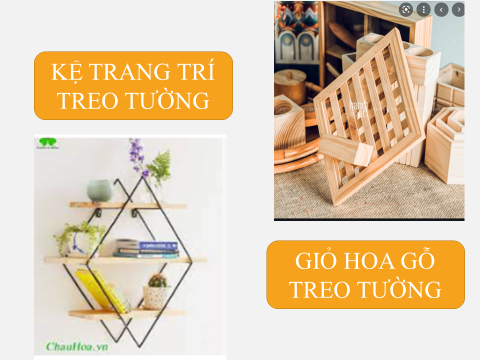 KỆ TRANG TRÍ
TREO TƯỜNG
ChauHoa.vn
GIỎ HOA GỖ
TREO TƯỜNG